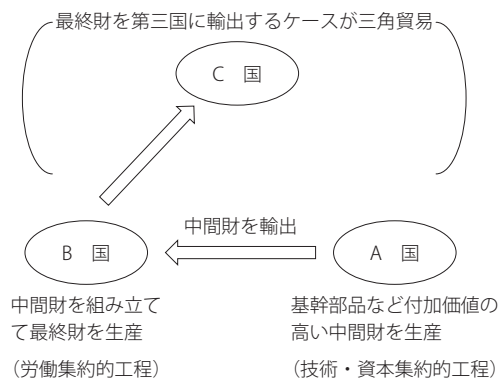 最終財を第三国に輸出するケースが三角貿易
C 国
中間財を輸出
B 国
A 国
中間財を組み立て
て最終財を生産
(労働集約的工程)
基幹部品など付加価値の
高い中間財を生産
(技術・資本集約的工程)